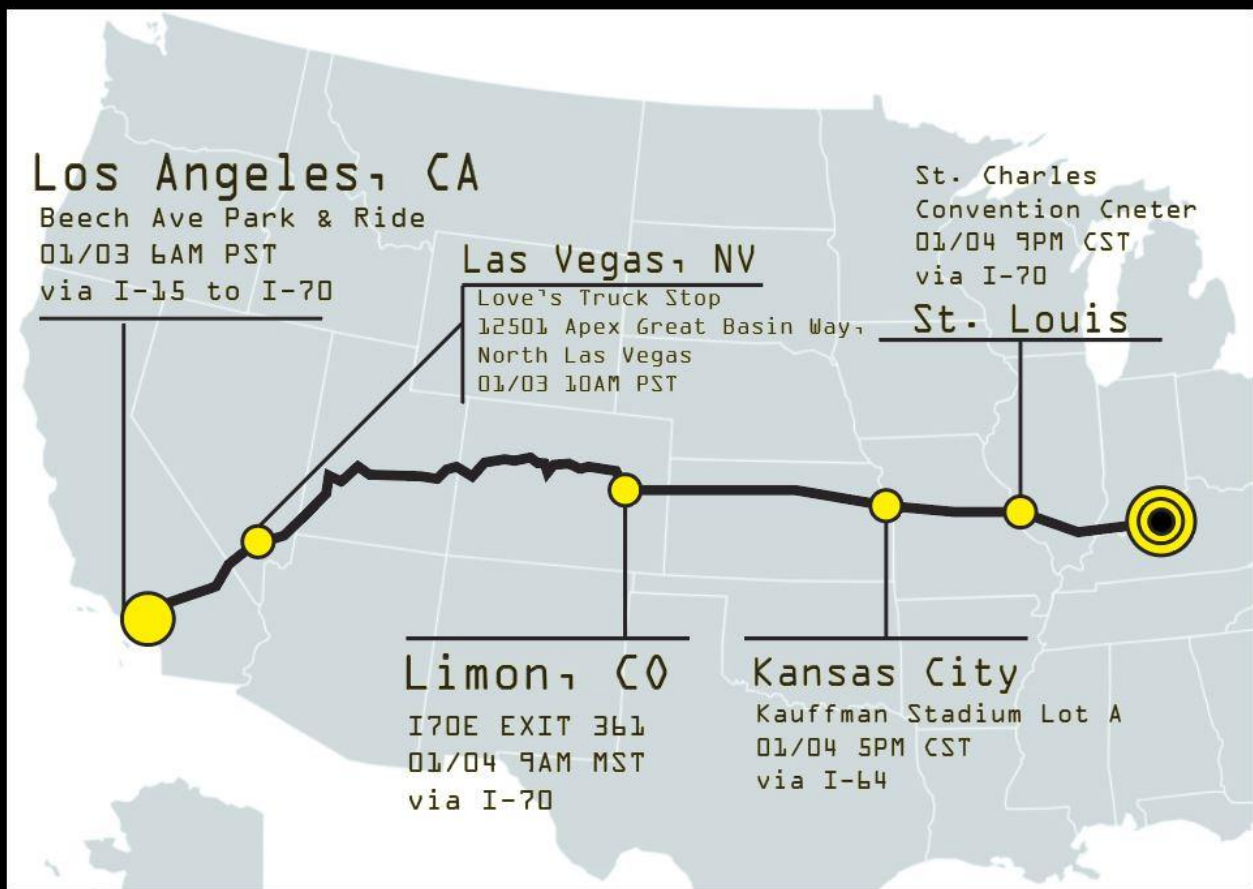 Los Angeles, CA
Beech Ave Park & Ride
01/03 6AM PST
via I-15 to I-70
Las Vegas, NV
Love's Truck Stop
12501 Apex Great Basin Way,
North Las Vegas
01/03 10AM PST
St. Charles
Convention Cneter
01/04 9PM CST
via I-70
St. Louis
Limon, CO
I70E EXIT 361
01/04 9AM MST
via I-70
Kansas City
Kauffman Stadium Lot A
01/04 5PM CST
via I-64